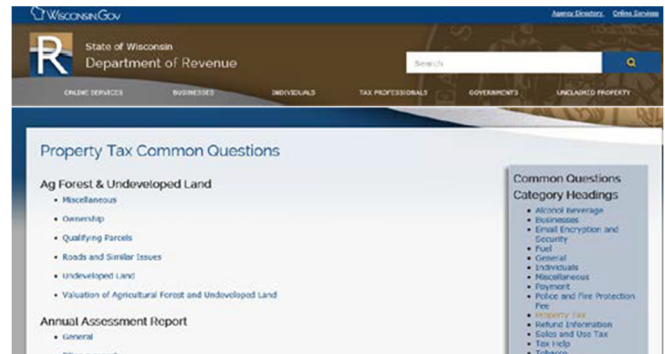 WISCONSIN.GOV
Agency Directory
Online Services
R
State of Wisconsin
Department of Revenue
Search
ONLINE SERVICES
BUSINESSES
INDIVIDUALS
TAX PROFESSIONALS
GOVERNMENTS
UNCLAIMED PROPERTY
Property Tax Common Questions
Ag Forest & Undeveloped Land
• Miscellaneous
• Ownership
• Qualifying Parcels
• Roads and Similar Issues
• Undeveloped Land
• Valuation of Agricultural Forest and Undeveloped Land
Annual Assessment Report
• General
Common Questions
Category Headings
• Alcohol Beverage
• Businesses
• Email Encryption and
Security
• Fuel
• General
• Individuals
• Miscellaneous
• Payment
• Police and Fire Protection
Fee
• Property Tax
• Refund Information
• Sales and Use Tax
• Tax Help
• Tobacco